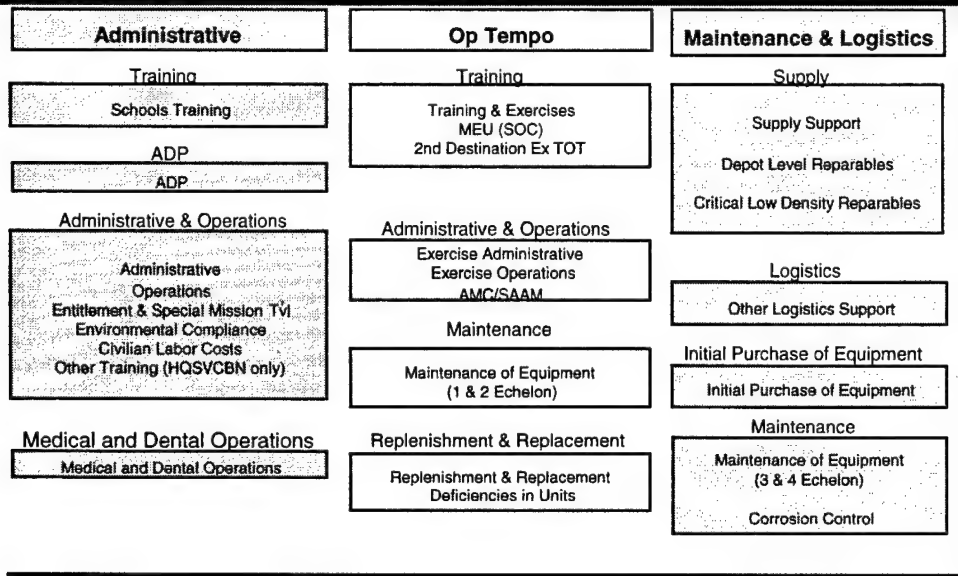 Administrative
Training
Schools Training
ADP
ADP
Administrative & Operations
Administrative
Operations
Entitlement & Special Mission Tvl
Environmental Compliance
Civilian Labor Costs
Other Training (HQSVCBN only)
Medical and Dental Operations
Medical and Dental Operations
Op Tempo
Training
Training & Exercises
MEU (SOC)
2nd Destination Ex TOT
Administrative & Operations
Exercise Administrative
Exercise Operations
AMC/SAAM
Maintenance
Maintenance of Equipment
(1 & 2 Echelon)
Replenishment & Replacement
Replenishment & Replacement
Deficiencies in Units
Maintenance & Logistics
Supply
Supply Support
Depot Level Reparables
Critical Low Density Reparables
Logistics
Other Logistics Support
Initial Purchase of Equipment
Initial Purchase of Equipment
Maintenance
Maintenance of Equipment
(3 & 4 Echelon)
Corrosion Control